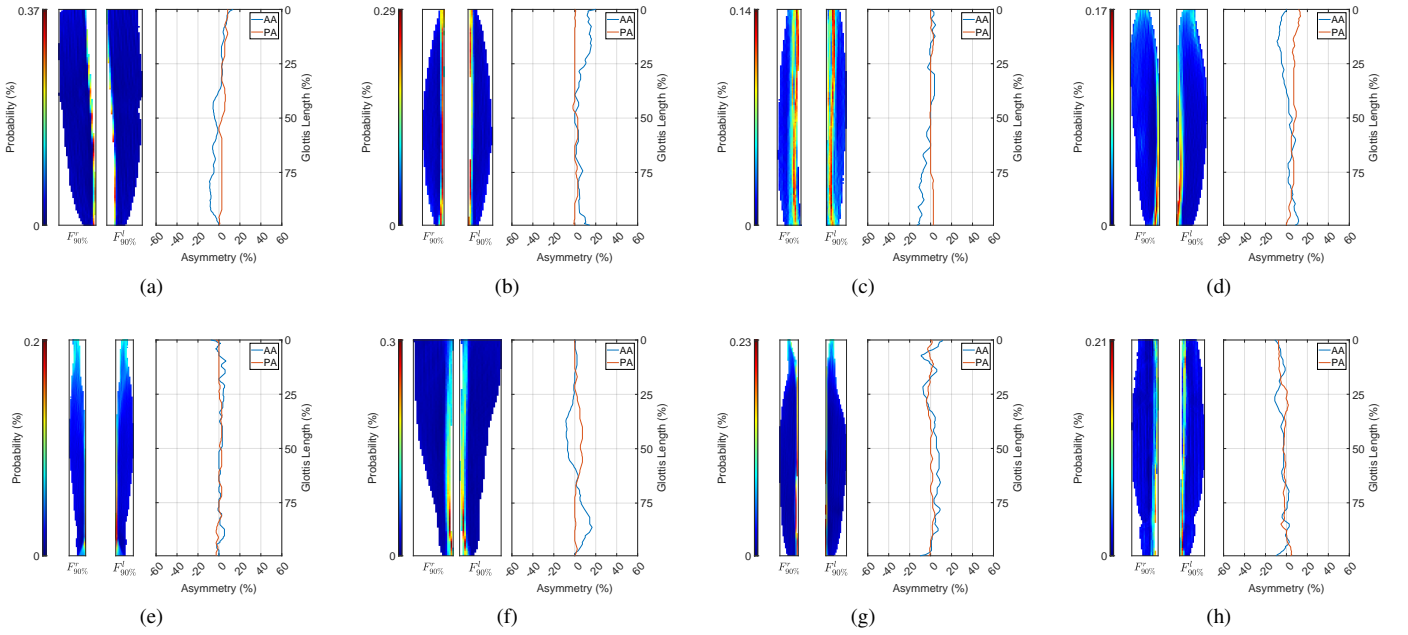 0.37
Probability (%)
0
F^r_90%
F^l_90%
AA
PA
0
25
50
75
Glottis Length (%)
-60
-40
-20
0
20
40
60
Asymmetry (%)
(a)
0.29
Probability (%)
0
F^r_90%
F^l_90%
AA
PA
0
25
50
75
Glottis Length (%)
-60
-40
-20
0
20
40
60
Asymmetry (%)
(b)
0.14
Probability (%)
0
F^r_90%
F^l_90%
AA
PA
0
25
50
75
Glottis Length (%)
-60
-40
-20
0
20
40
60
Asymmetry (%)
(c)
0.17
Probability (%)
0
F^r_90%
F^l_90%
AA
PA
0
25
50
75
Glottis Length (%)
-60
-40
-20
0
20
40
60
Asymmetry (%)
(d)
0.2
Probability (%)
0
F^r_90%
F^l_90%
AA
PA
0
25
50
75
Glottis Length (%)
-60
-40
-20
0
20
40
60
Asymmetry (%)
(e)
0.3
Probability (%)
0
F^r_90%
F^l_90%
AA
PA
0
25
50
75
Glottis Length (%)
-60
-40
-20
0
20
40
60
Asymmetry (%)
(f)
0.23
Probability (%)
0
F^r_90%
F^l_90%
AA
PA
0
25
50
75
Glottis Length (%)
-60
-40
-20
0
20
40
60
Asymmetry (%)
(g)
0.21
Probability (%)
0
F^r_90%
F^l_90%
AA
PA
0
25
50
75
Glottis Length (%)
-60
-40
-20
0
20
40
60
Asymmetry (%)
(h)